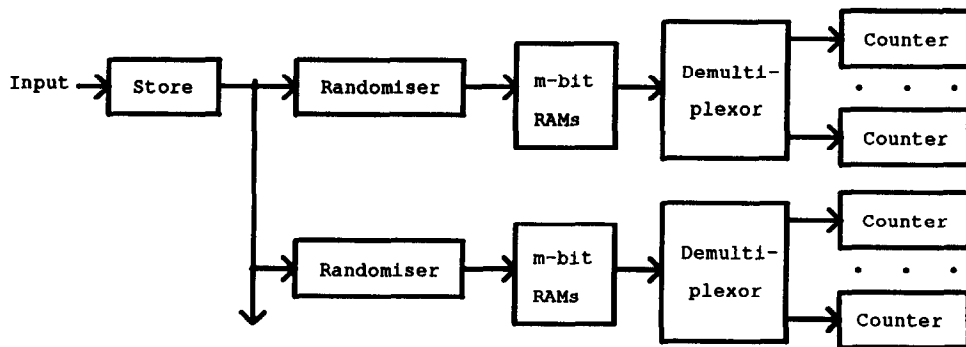 Input
Store
Randomiser
m-bit
RAMs
Demulti-
plexor
Counter
. . .
Counter
Randomiser
m-bit
RAMs
Demulti-
plexor
Counter
. . .
Counter